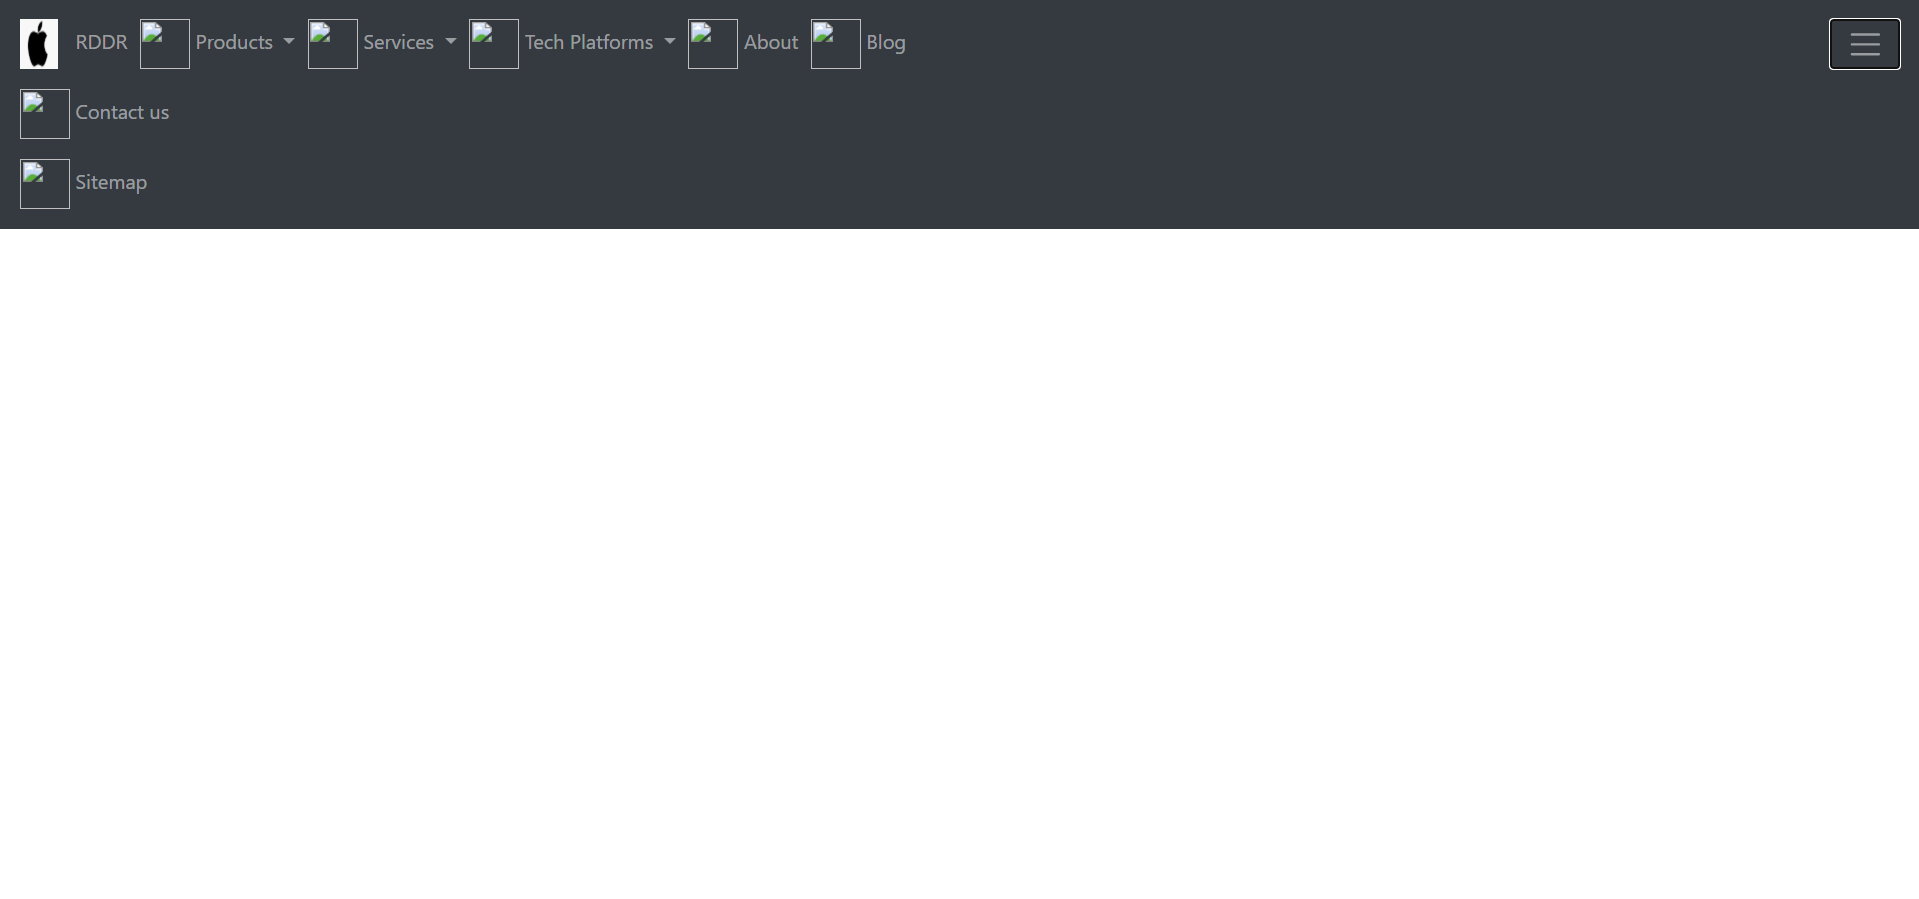 RDDR Products Services Tech Platforms About Blog
Contact us
Sitemap